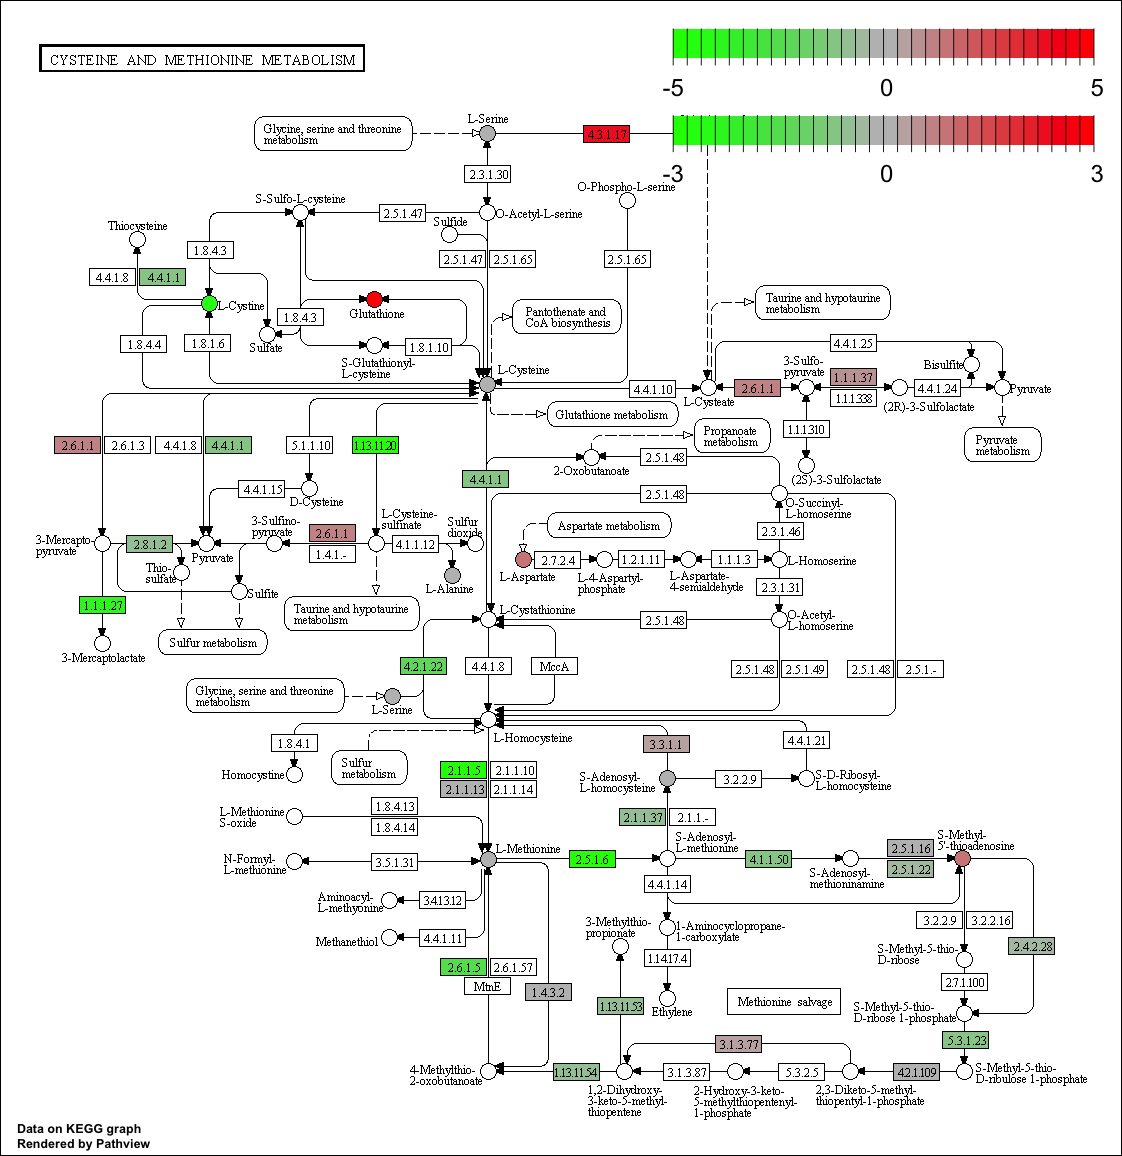 CYSTEINE AND METHIONINE METABOLISM
-5 0 5
-3 0 3
Glycine, serine and threonine
metabolism
L-Serine
4.3.1.17
2.3.1.30
O-Phospho-L-serine
S-Sulfo-L-cysteine
2.5.1.47
O-Acetyl-L-serine
Sulfide
Thiocysteine
1.8.4.3
2.5.1.47 2.5.1.65
2.5.1.65
4.4.1.8 4.4.1.1
L-Cystine
1.8.4.3
Glutathione
Pantothenate and
CoA biosynthesis
Taurine and hypotaurine
metabolism
Sulfate
1.8.4.4
1.8.1.6
S-Glutathionyl-
L-cysteine
1.8.1.10
L-Cysteine
4.4.1.25
3-Sulfo-
pyruvate
Bisulfite
4.4.1.10
L-Cysteate
2.6.1.1
1.1.1.37
1.1.1.338
(2R)-3-Sulfolactate
4.4.1.24
Pyruvate
Glutathione metabolism
Propanoate
metabolism
1.1.1.310
Pyruvate
metabolism
2.6.1.1 2.6.1.3
4.4.1.8 4.4.1.1
5.1.1.10
1.13.11.20
2-Oxobutanoate
2.5.1.48
(2S)-3-Sulfolactate
4.4.1.1
4.4.1.15
D-Cysteine
2.5.1.48
O-Succinyl-
L-homoserine
3-Mercapto-
pyruvate
2.8.1.2
Pyruvate
3-Sulfino-
pyruvate
2.6.1.1
1.4.1.-
L-Cysteine-
sulfinate
4.1.1.12
Sulfur
dioxide
Aspartate metabolism
2.3.1.46
L-Aspartate
2.7.2.4
L-4-Aspartyl-
phosphate
1.2.1.11
L-Aspartate-
4-semialdehyde
1.1.1.3
L-Homoserine
Thio-
sulfate
Sulfite
L-Alanine
2.3.1.31
1.1.1.27
Taurine and hypotaurine
metabolism
L-Cystathionine
2.5.1.48
O-Acetyl-
L-homoserine
3-Mercaptolactate
Sulfur metabolism
4.2.1.22
4.4.1.8
MccA
2.5.1.48 2.5.1.49
2.5.1.48 2.5.1.-
Glycine, serine and threonine
metabolism
L-Serine
L-Homocysteine
1.8.4.1
Homocystine
Sulfur
metabolism
3.3.1.1
4.4.1.21
2.1.1.5 2.1.1.10
2.1.1.13 2.1.1.14
S-Adenosyl-
L-homocysteine
3.2.2.9
S-D-Ribosyl-
L-homocysteine
L-Methionine
S-oxide
1.8.4.13
1.8.4.14
2.1.1.37 2.1.1.-
N-Formyl-
L-methionine
3.5.1.31
L-Methionine
2.5.1.6
S-Adenosyl-
L-methionine
4.1.1.50
S-Adenosyl-
methioninamine
2.5.1.16
2.5.1.22
S-Methyl-
5'-thioadenosine
4.4.1.14
Aminoacyl-
L-methyonine
3.4.13.12
3-Methylthio-
propionate
1-Aminocyclopropane-
1-carboxylate
3.2.2.9 3.2.2.16
Methanethiol
4.4.1.11
2.4.2.28
S-Methyl-5-thio-
D-ribose
1.14.17.4
2.6.1.5 2.6.1.57
MtnE
1.4.3.2
2.7.1.100
1.13.11.53
Ethylene
Methionine salvage
S-Methyl-5-thio-
D-ribose 1-phosphate
3.1.3.77
5.3.1.23
4-Methylthio-
2-oxobutanoate
1.13.11.54
1,2-Dihydroxy-
3-keto-5-methyl-
thiopentene
3.1.3.87
2-Hydroxy-3-keto-
5-methylthiopentenyl-
1-phosphate
5.3.2.5
2,3-Diketo-5-methyl-
thiopentyl-1-phosphate
4.2.1.109
S-Methyl-5-thio-
D-ribulose 1-phosphate
Data on KEGG graph
Rendered by Pathview